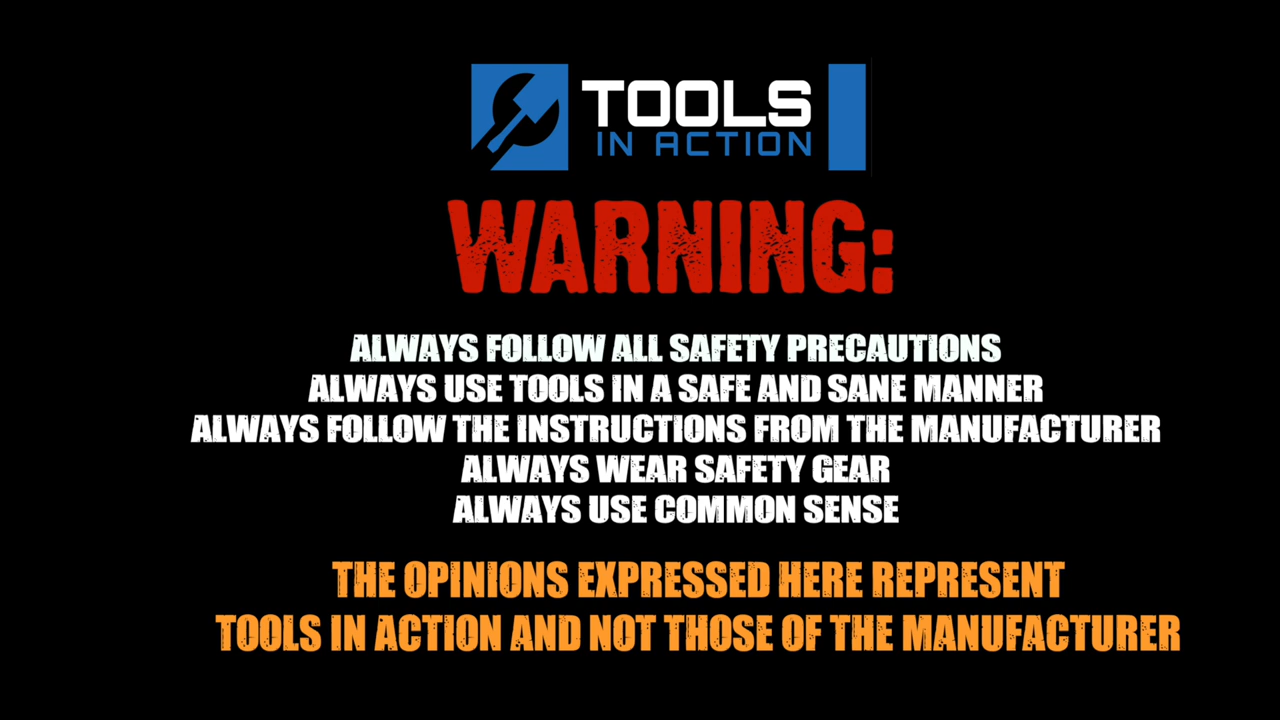 TOOLS
IN ACTION
WARNING:
ALWAYS FOLLOW ALL SAFETY PRECAUTIONS
ALWAYS USE TOOLS IN A SAFE AND SANE MANNER
ALWAYS FOLLOW THE INSTRUCTIONS FROM THE MANUFACTURER
ALWAYS WEAR SAFETY GEAR
ALWAYS USE COMMON SENSE
THE OPINIONS EXPRESSED HERE REPRESENT
TOOLS IN ACTION AND NOT THOSE OF THE MANUFACTURER